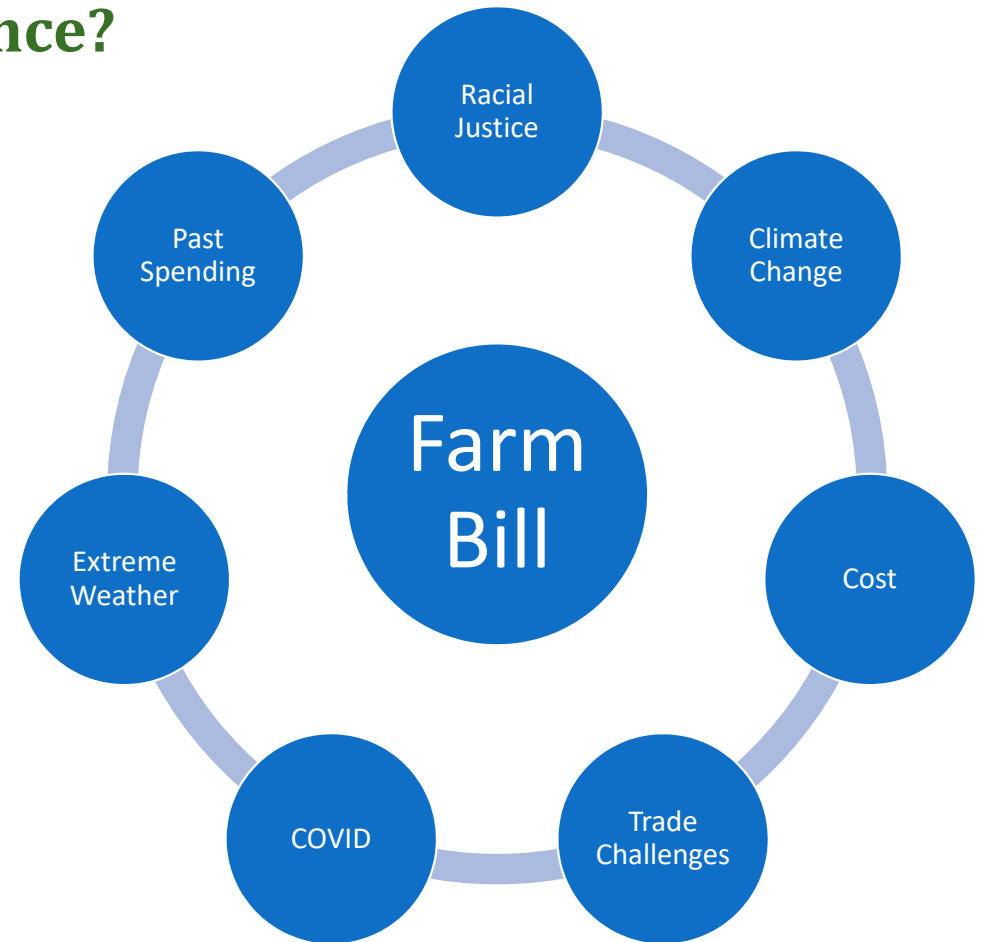 nce?
Racial
Justice
Climate
Change
Cost
Trade
Challenges
COVID
Extreme
Weather
Past
Spending
Farm
Bill